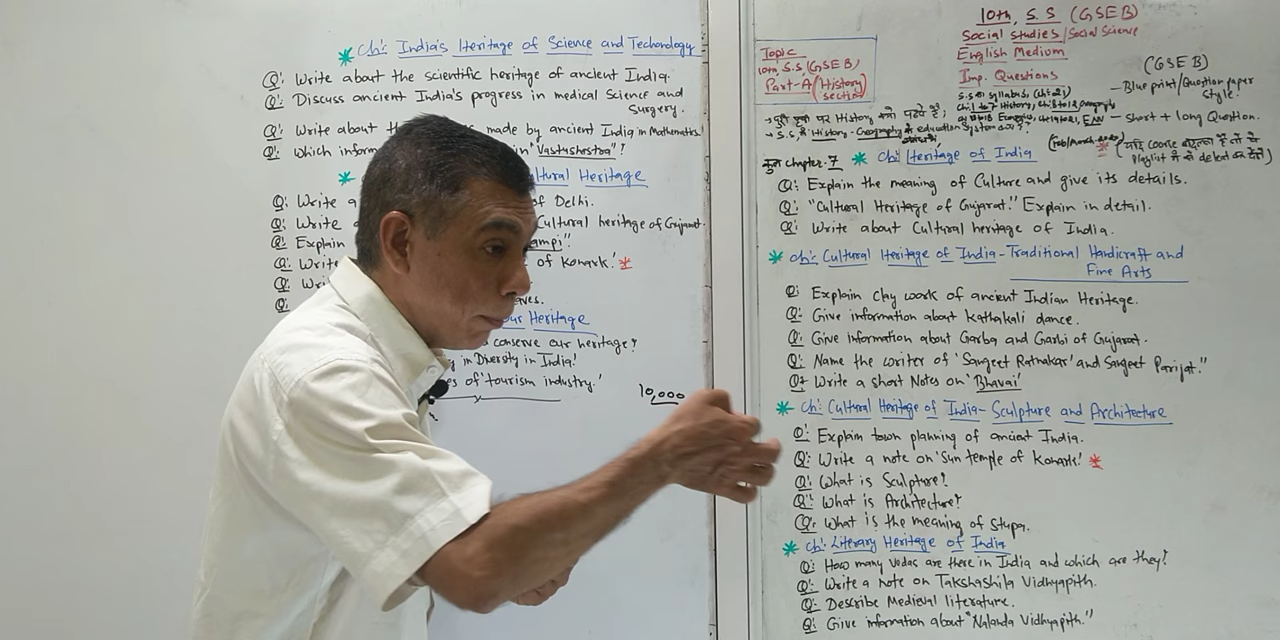 * Ch: India's Heritage of Science and Techonology
Q: Write about the scientific heritage of ancient India.
Q: Discuss ancient India's progress in medical Science and
Surgery.
Q: Write about th made by ancient India in Mathematics!
Q: Which inform in "Vastushastra"?
* ltural Heritage
Q: Write a of Delhi.
Q: Write Cultural heritage of Gujarat.
Q: Explain ampi".
Q: Write of Konark! *
Q: Wri
Q: aves.
our Heritage
conserve our heritage?
y in Diversity in India!
es of 'tourism industry.'
10,000
10th, S.S (GSEB)
Social studies/Social Science
English Medium
Imp. Questions
Topic
10th, S.S, (GSEB)
Part-A (History
section)
(GSEB)
- Blue print/Quostion paper
style.
- short + long Quostion.
कुल chapter. 7 * Ch: Heritage of India
Q: Explain the meaning of Culture and give its details.
Q: "Cultural Heritage of Gujarat." Explain in detail.
Q: Write about Cultural heritage of India.
* Ch: Cultural Heritage of India - Traditional Handicraft and
Fine Arts
Q: Explain clay work of ancient Indian Heritage.
Q: Give information about Kathakali dance.
Q: Give information about Garba and Garbi of Gujarat.
Q: Name the writer of 'Sangeet Ratnakar' and Sangeet Parijat."
Q: Write a short Notes on 'Bhavai'
* Ch: Cultural Heritage of India - Sculpture and Architecture
Q: Explain town planning of ancient India.
Q: Write a note on 'Sun temple of Konark! *
Q: What is Sculpture?
Q: What is Architecture?
Q: What is the meaning of Stupa.
* Ch: Literary Heritage of India
Q: How many vedas are there in India and which are they?
Q: Write a note on Takshashila Vidhyapith.
Q: Describe Medieval literature.
Q: Give information about "Nalanda Vidhyapith."